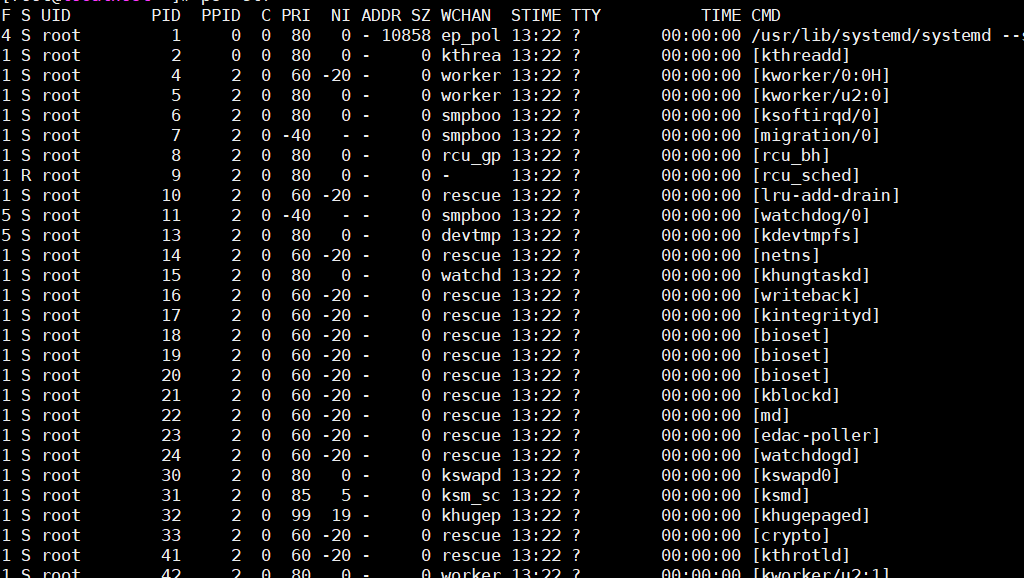 F S UID        PID  PPID  C PRI  NI ADDR SZ WCHAN  STIME TTY          TIME CMD
4 S root         1     0  0  80   0 - 10858 ep_pol 13:22 ?        00:00:00 /usr/lib/systemd/systemd
1 S root         2     0  0  80   0 -     0 kthrea 13:22 ?        00:00:00 [kthreadd]
1 S root         4     2  0  60 -20 -     0 worker 13:22 ?        00:00:00 [kworker/0:0H]
1 S root         5     2  0  80   0 -     0 worker 13:22 ?        00:00:00 [kworker/u2:0]
1 S root         6     2  0  80   0 -     0 smpboo 13:22 ?        00:00:00 [ksoftirqd/0]
1 S root         7     2  0 -40   - -     0 smpboo 13:22 ?        00:00:00 [migration/0]
1 S root         8     2  0  80   0 -     0 rcu_gp 13:22 ?        00:00:00 [rcu_bh]
1 R root         9     2  0  80   0 -     0 -      13:22 ?        00:00:00 [rcu_sched]
1 S root        10     2  0  60 -20 -     0 rescue 13:22 ?        00:00:00 [lru-add-drain]
5 S root        11     2  0 -40   - -     0 smpboo 13:22 ?        00:00:00 [watchdog/0]
5 S root        13     2  0  80   0 -     0 devtmp 13:22 ?        00:00:00 [kdevtmpfs]
1 S root        14     2  0  60 -20 -     0 rescue 13:22 ?        00:00:00 [netns]
1 S root        15     2  0  80   0 -     0 watchd 13:22 ?        00:00:00 [khungtaskd]
1 S root        16     2  0  60 -20 -     0 rescue 13:22 ?        00:00:00 [writeback]
1 S root        17     2  0  60 -20 -     0 rescue 13:22 ?        00:00:00 [kintegrityd]
1 S root        18     2  0  60 -20 -     0 rescue 13:22 ?        00:00:00 [bioset]
1 S root        19     2  0  60 -20 -     0 rescue 13:22 ?        00:00:00 [bioset]
1 S root        20     2  0  60 -20 -     0 rescue 13:22 ?        00:00:00 [bioset]
1 S root        21     2  0  60 -20 -     0 rescue 13:22 ?        00:00:00 [kblockd]
1 S root        22     2  0  60 -20 -     0 rescue 13:22 ?        00:00:00 [md]
1 S root        23     2  0  60 -20 -     0 rescue 13:22 ?        00:00:00 [edac-poller]
1 S root        24     2  0  60 -20 -     0 rescue 13:22 ?        00:00:00 [watchdogd]
1 S root        30     2  0  80   0 -     0 kswapd 13:22 ?        00:00:00 [kswapd0]
1 S root        31     2  0  85   5 -     0 ksm_sc 13:22 ?        00:00:00 [ksmd]
1 S root        32     2  0  99  19 -     0 khugep 13:22 ?        00:00:00 [khugepaged]
1 S root        33     2  0  60 -20 -     0 rescue 13:22 ?        00:00:00 [crypto]
1 S root        41     2  0  60 -20 -     0 rescue 13:22 ?        00:00:00 [kthrotld]
1 S root        42     2  0  80   0 -     0 worker 13:22 ?        00:00:00 [kworker/u2:1]